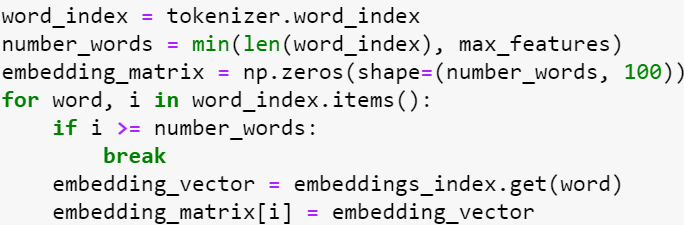 word_index = tokenizer.word_index
number_words = min(len(word_index), max_features)
embedding_matrix = np.zeros(shape=(number_words, 100))
for word, i in word_index.items():
    if i >= number_words:
        break
    embedding_vector = embeddings_index.get(word)
    embedding_matrix[i] = embedding_vector